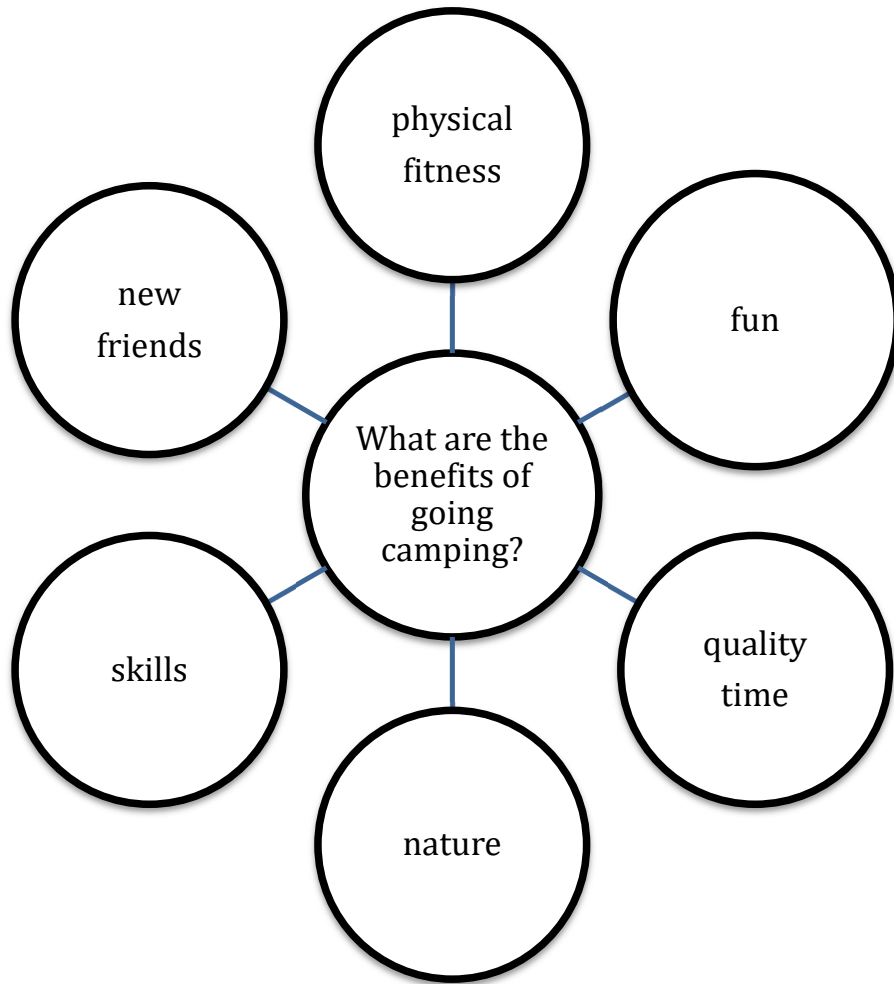 physical
fitness
new
friends
fun
What are the
benefits of
going
camping?
skills
quality
time
nature